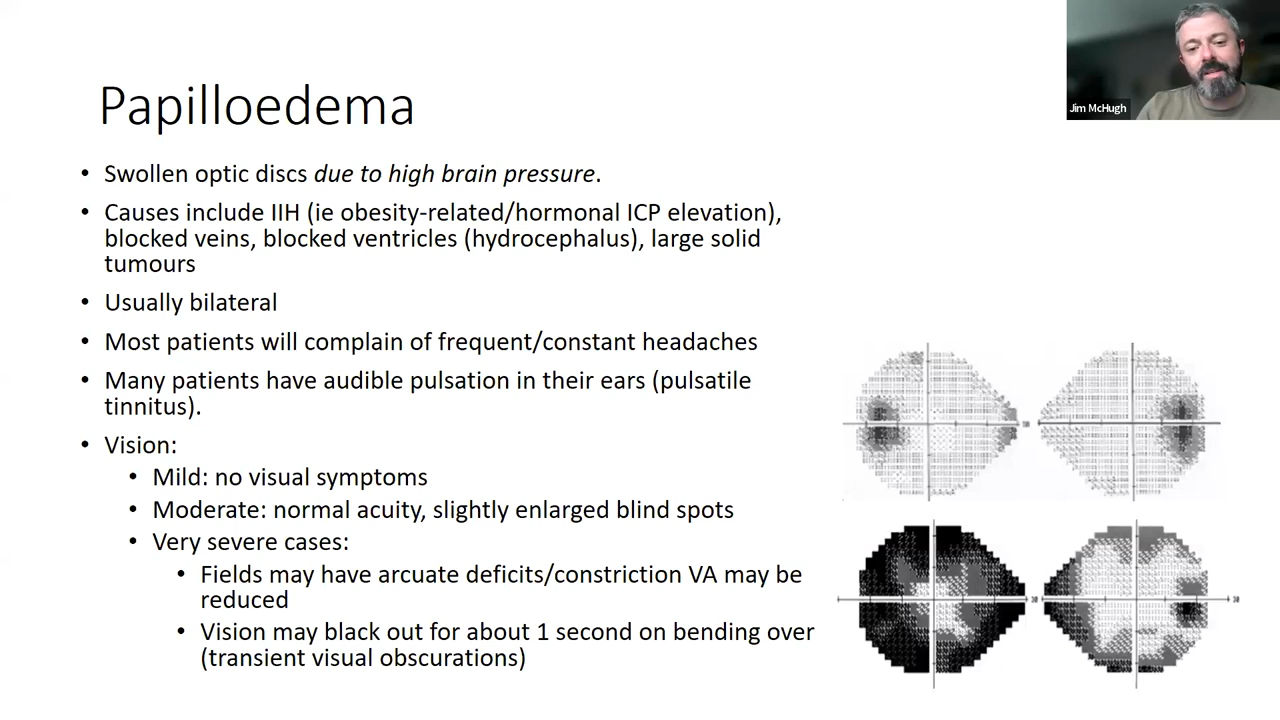 Papilloedema
Jim McHugh
• Swollen optic discs due to high brain pressure.
• Causes include IIH (ie obesity-related/hormonal ICP elevation),
blocked veins, blocked ventricles (hydrocephalus), large solid
tumours
• Usually bilateral
• Most patients will complain of frequent/constant headaches
• Many patients have audible pulsation in their ears (pulsatile
tinnitus).
• Vision:
• Mild: no visual symptoms
• Moderate: normal acuity, slightly enlarged blind spots
• Very severe cases:
• Fields may have arcuate deficits/constriction VA may be
reduced
• Vision may black out for about 1 second on bending over
(transient visual obscurations)
30
30